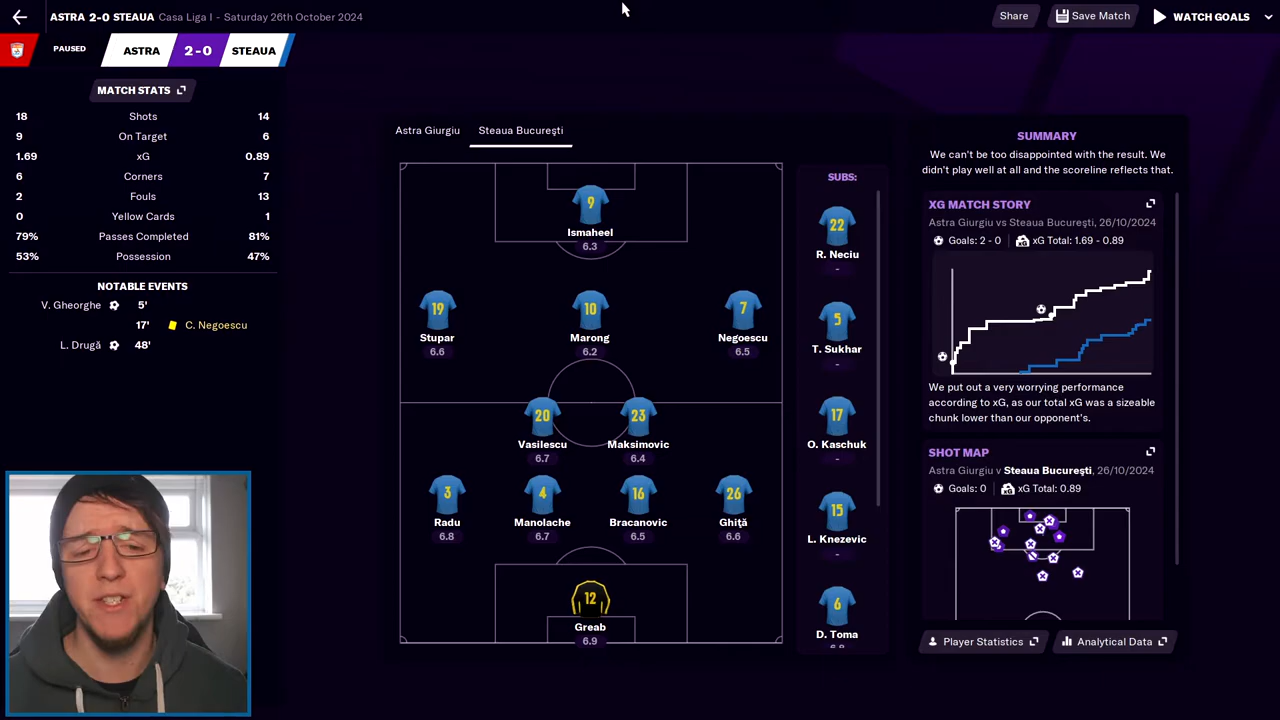 ASTRA 2-0 STEAUA Casa Liga I - Saturday 26th October 2024
Share
Save Match
WATCH GOALS
PAUSED
ASTRA
2-0
STEAUA
MATCH STATS
18 Shots 14
9 On Target 6
1.69 xG 0.89
6 Corners 7
2 Fouls 13
0 Yellow Cards 1
79% Passes Completed 81%
53% Possession 47%
NOTABLE EVENTS
V. Gheorghe 5'
17' C. Negoescu
L. Drugă 48'
Astra Giurgiu
Steaua Bucureşti
9
Ismaheel
6.3
19
Stupar
6.6
10
Marong
6.2
7
Negoescu
6.5
20
Vasilescu
6.7
23
Maksimovic
6.4
3
Radu
6.8
4
Manolache
6.7
16
Bracanovic
6.5
26
Ghiţă
6.6
12
Greab
6.9
SUBS:
22
R. Neciu
-
5
T. Sukhar
-
17
O. Kaschuk
-
15
L. Knezevic
-
6
D. Toma
SUMMARY
We can't be too disappointed with the result. We
didn't play well at all and the scoreline reflects that.
XG MATCH STORY
Astra Giurgiu vs Steaua Bucureşti, 26/10/2024
Goals: 2 - 0 xG Total: 1.69 - 0.89
We put out a very worrying performance
according to xG, as our total xG was a sizeable
chunk lower than our opponent's.
SHOT MAP
Astra Giurgiu v Steaua Bucureşti, 26/10/2024
Goals: 0 xG Total: 0.89
Player Statistics
Analytical Data